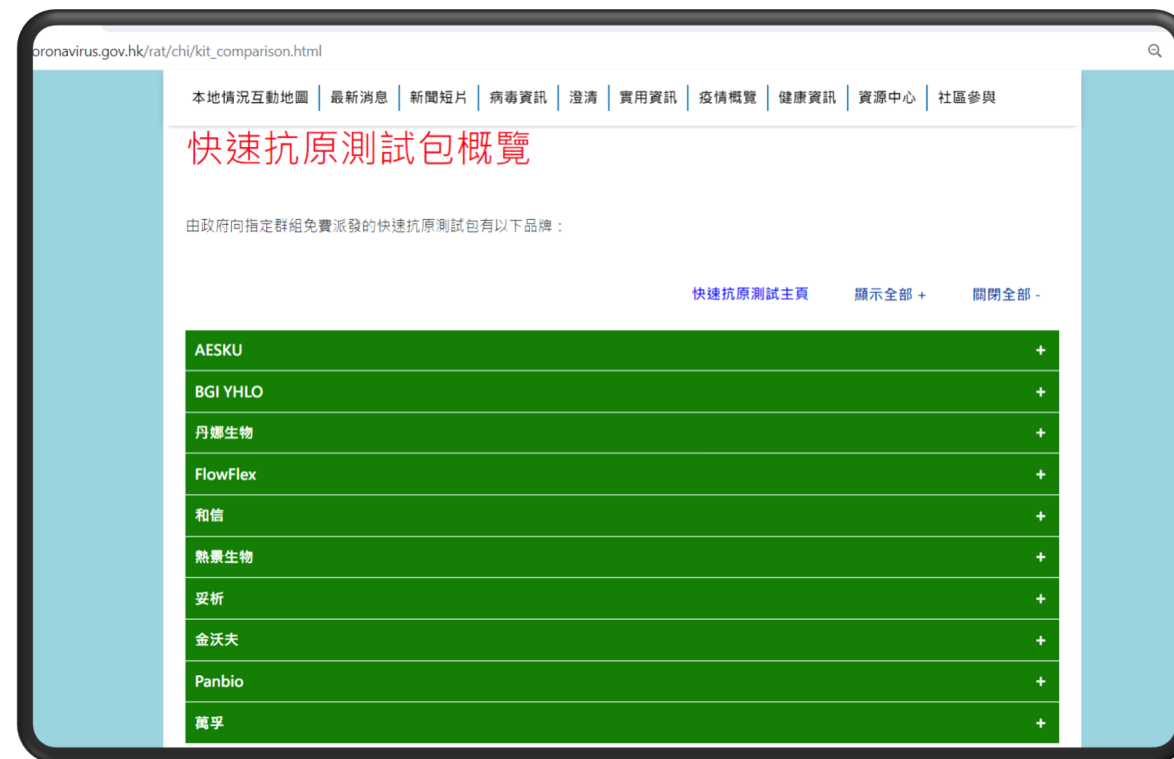 oronavirus.gov.hk/rat/chi/kit_comparison.html
本地情況互動地圖 最新消息 新聞短片 病毒資訊 澄清 實用資訊 疫情概覽 健康資訊 資源中心 社區參與
快速抗原測試包概覽
由政府向指定群組免費派發的快速抗原測試包有以下品牌：
快速抗原測試主頁 顯示全部 + 關閉全部 -
AESKU +
BGI YHLO +
丹娜生物 +
FlowFlex +
和信 +
熱景生物 +
妥析 +
金沃夫 +
Panbio +
萬孚 +